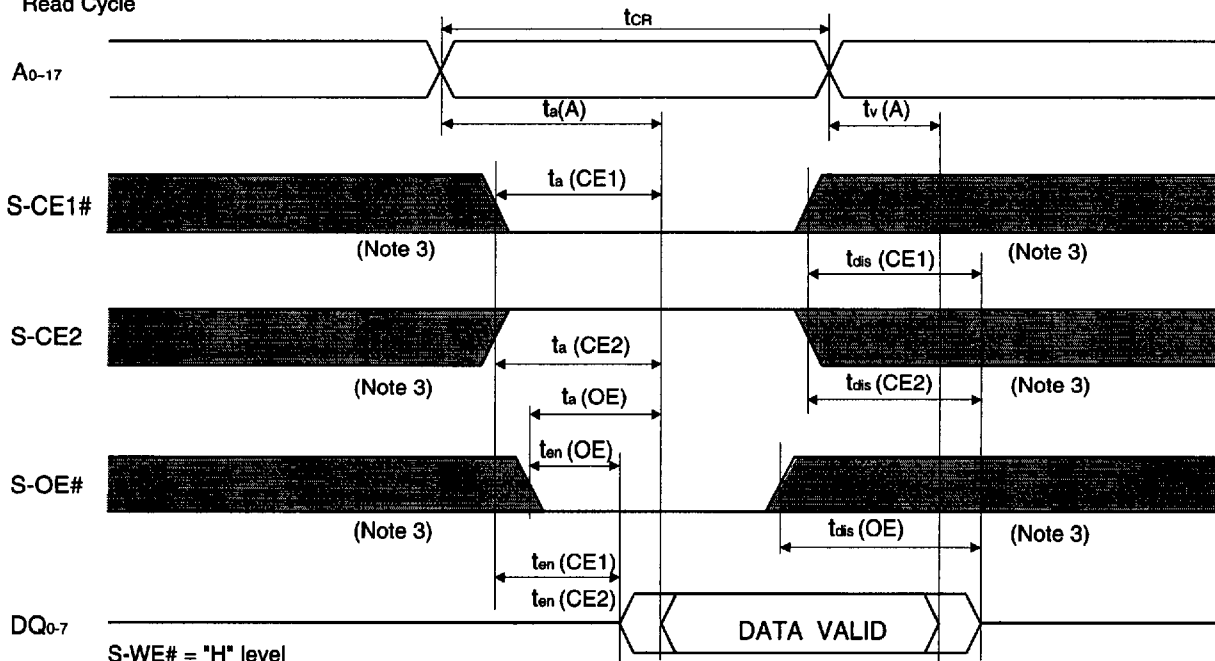 Read Cycle
tCR
A0~17
ta(A)
tv (A)
S-CE1#
ta (CE1)
(Note 3)
(Note 3)
tdis (CE1)
S-CE2
ta (CE2)
(Note 3)
(Note 3)
tdis (CE2)
ta (OE)
ten (OE)
S-OE#
(Note 3)
(Note 3)
tdis (OE)
ten (CE1)
ten (CE2)
DQ0-7
DATA VALID
S-WE# = "H" level